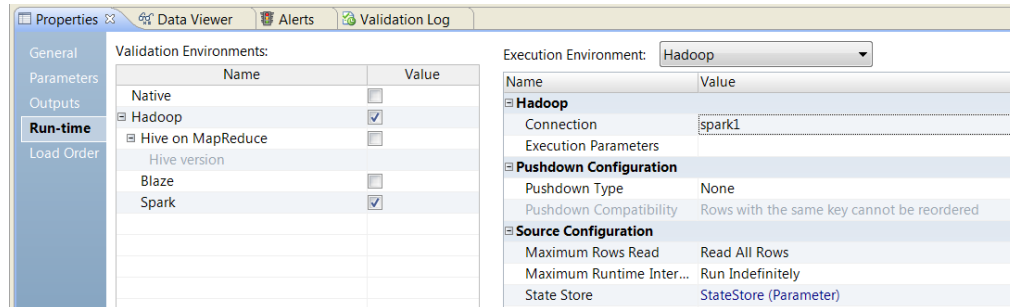 Properties Data Viewer Alerts Validation Log
General
Parameters
Outputs
Run-time
Load Order
Validation Environments:
Name Value
Native
Hadoop
Hive on MapReduce
Hive version
Blaze
Spark
Execution Environment: Hadoop
Name Value
Hadoop
Connection spark1
Execution Parameters
Pushdown Configuration
Pushdown Type None
Pushdown Compatibility Rows with the same key cannot be reordered
Source Configuration
Maximum Rows Read Read All Rows
Maximum Runtime Inter... Run Indefinitely
State Store StateStore (Parameter)